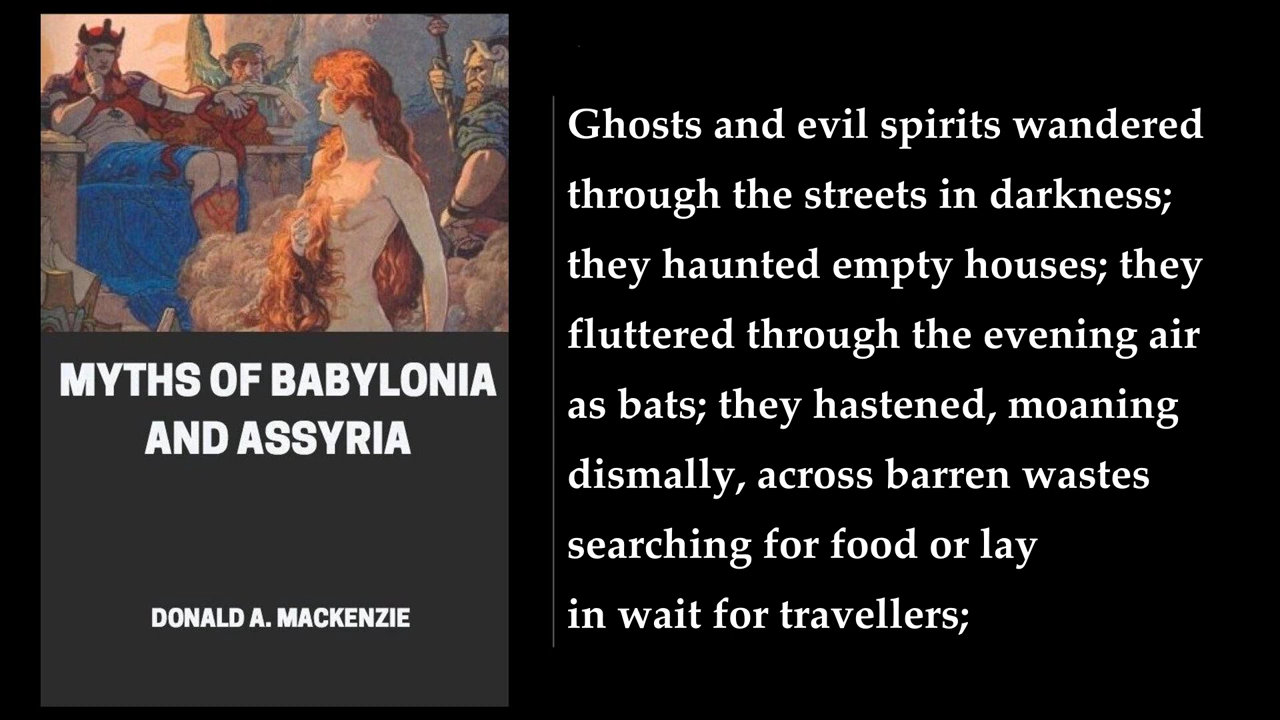 MYTHS OF BABYLONIA
AND ASSYRIA
DONALD A. MACKENZIE
Ghosts and evil spirits wandered
through the streets in darkness;
they haunted empty houses; they
fluttered through the evening air
as bats; they hastened, moaning
dismally, across barren wastes
searching for food or lay
in wait for travellers;